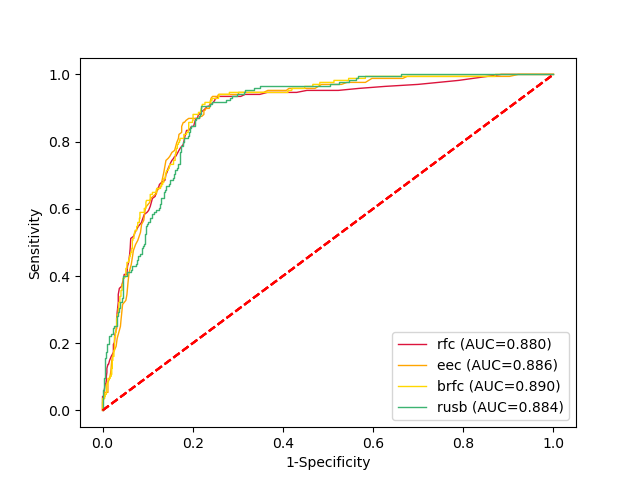 1.0
0.8
0.6
0.4
0.2
0.0
Sensitivity
rfc (AUC=0.880)
eec (AUC=0.886)
brfc (AUC=0.890)
rusb (AUC=0.884)
0.0 0.2 0.4 0.6 0.8 1.0
1-Specificity